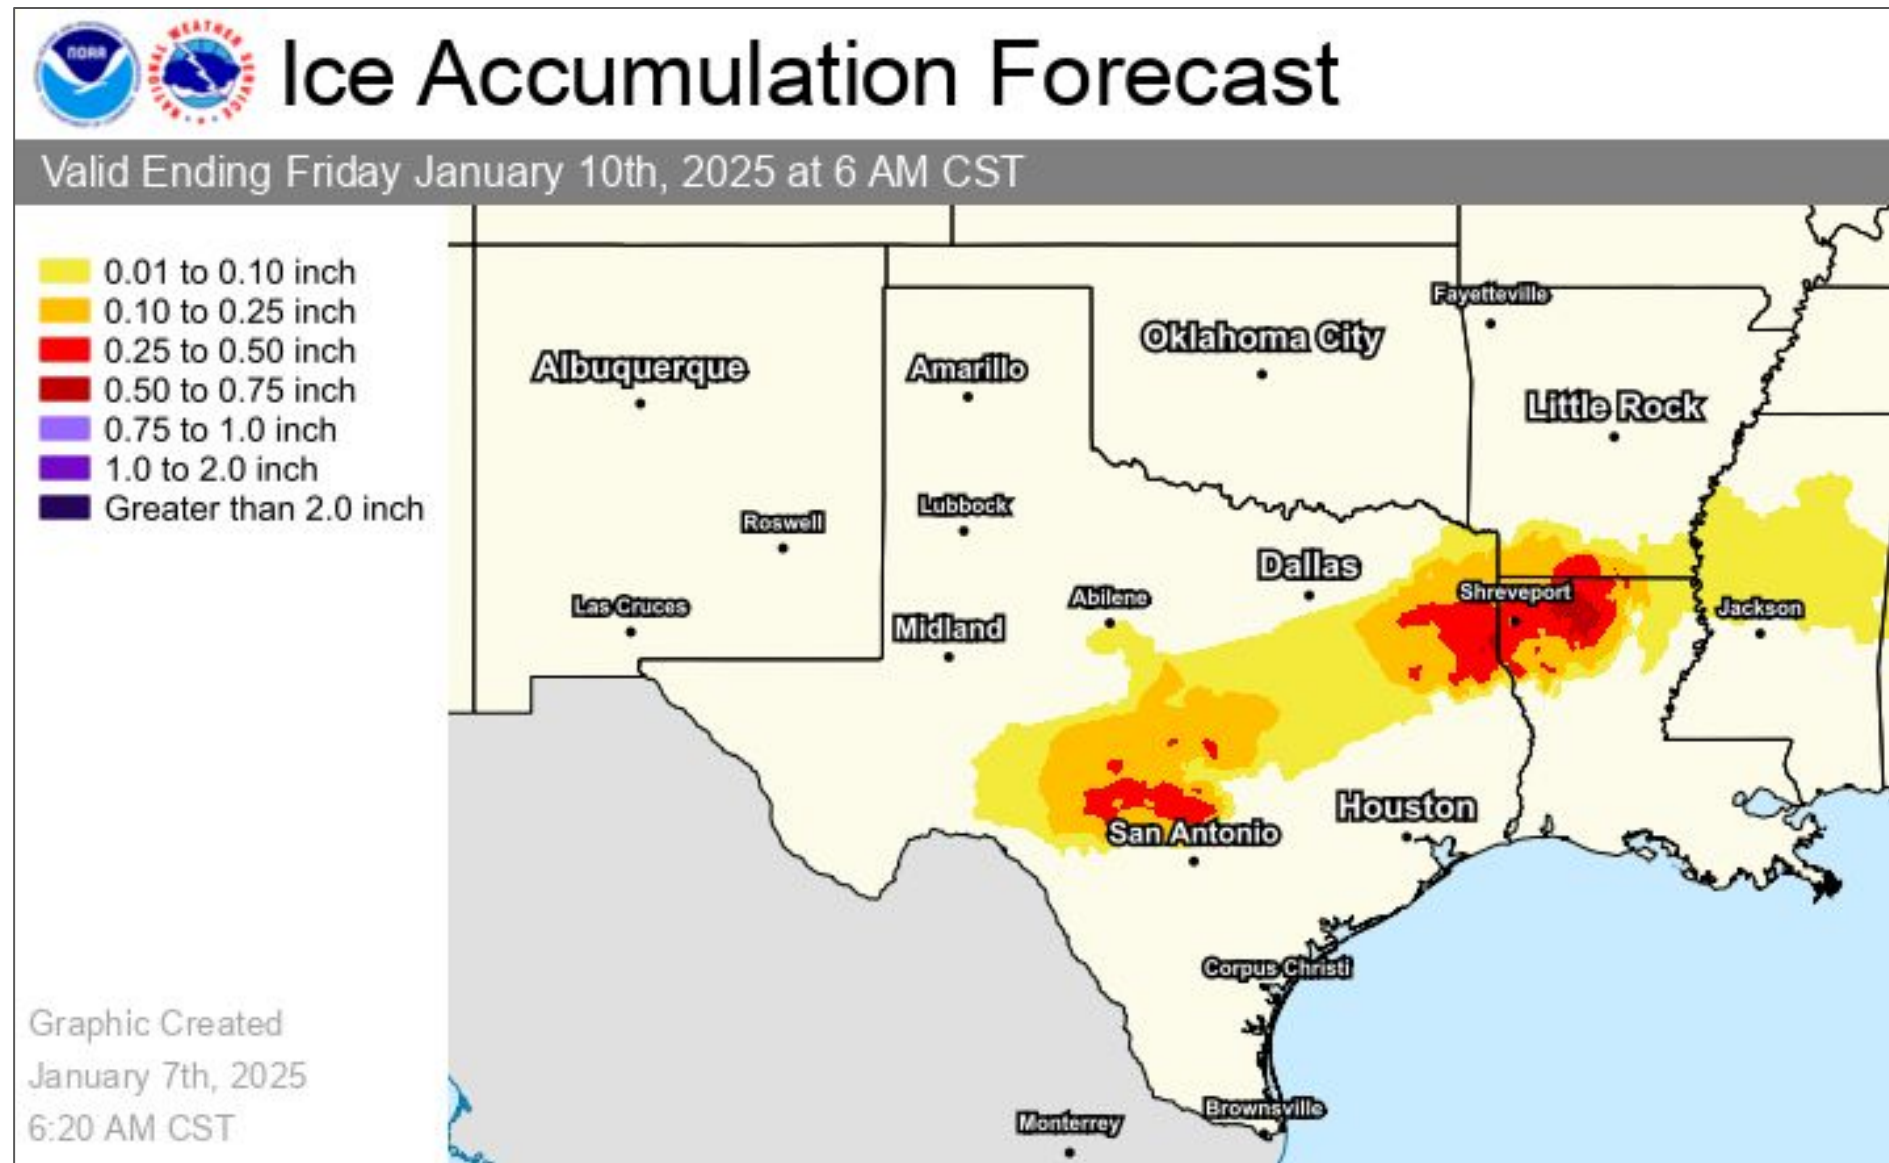 NOAA
NATIONAL WEATHER SERVICE
Ice Accumulation Forecast
Valid Ending Friday January 10th, 2025 at 6 AM CST
0.01 to 0.10 inch
0.10 to 0.25 inch
0.25 to 0.50 inch
0.50 to 0.75 inch
0.75 to 1.0 inch
1.0 to 2.0 inch
Greater than 2.0 inch
Fayetteville
Oklahoma City
Albuquerque
Amarillo
Little Rock
Lubbock
Roswell
Dallas
Shreveport
Abilene
Las Cruces
Jackson
Midland
Houston
San Antonio
Corpus Christi
Brownsville
Monterrey
Graphic Created
January 7th, 2025
6:20 AM CST